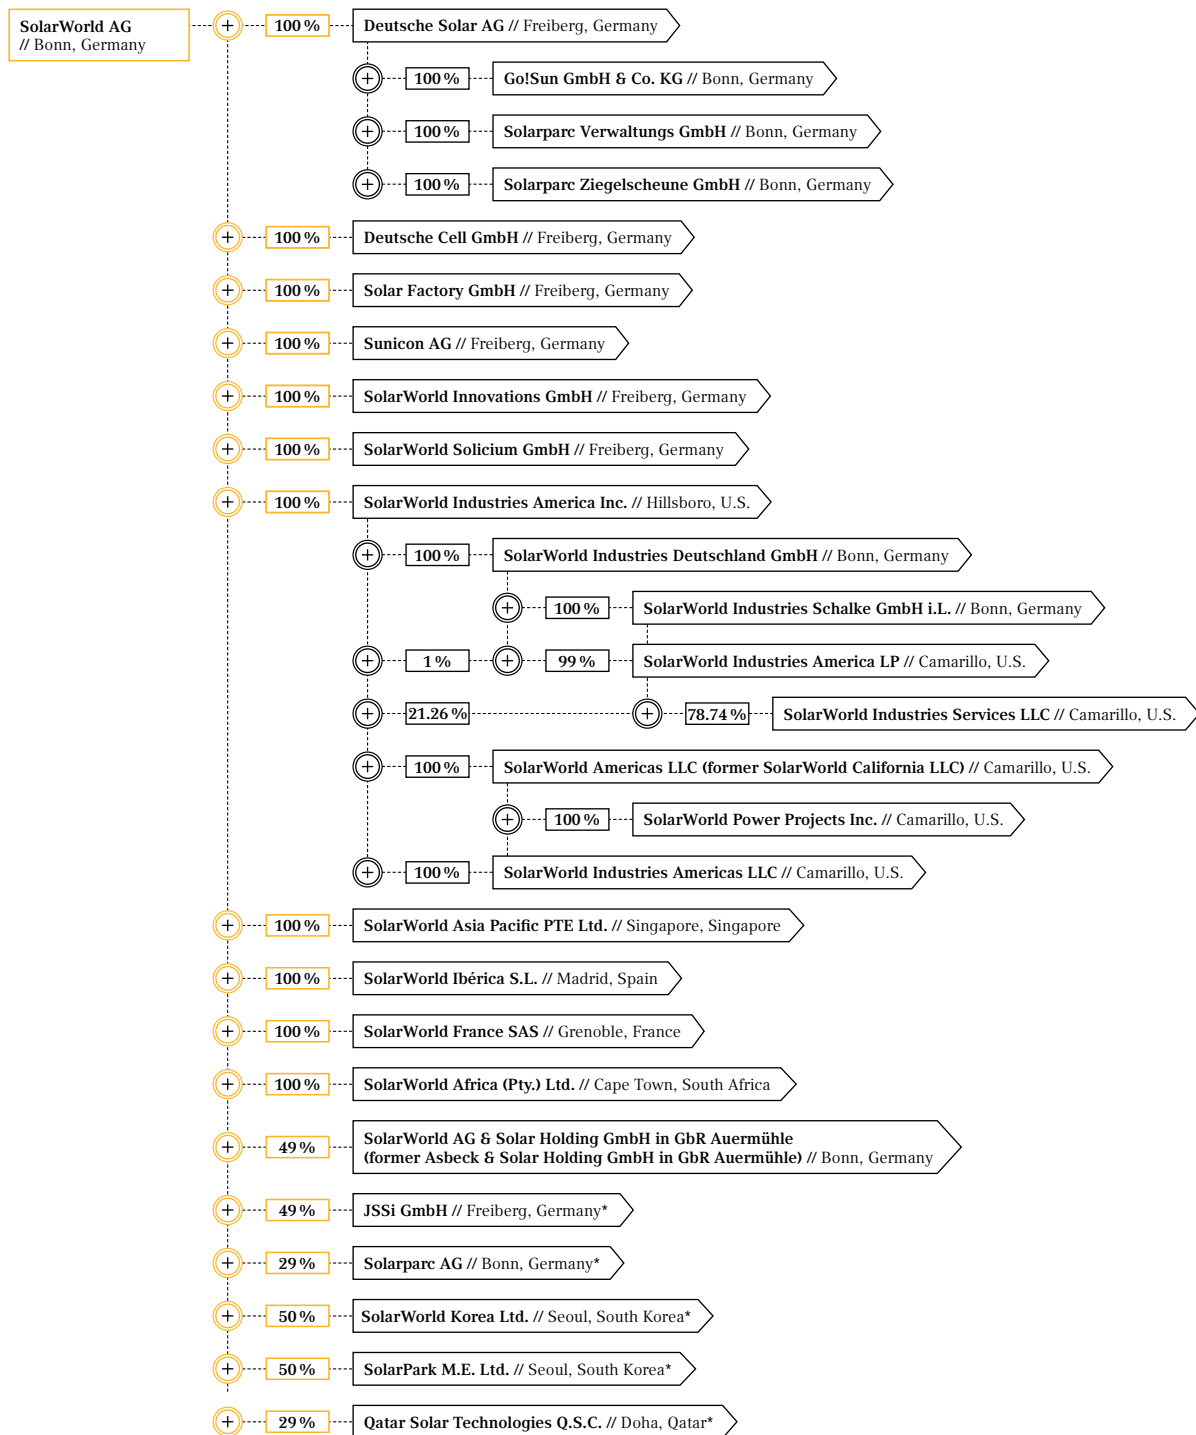 SolarWorld AG
// Bonn, Germany
100 %
Deutsche Solar AG // Freiberg, Germany
100 %
Go!Sun GmbH & Co. KG // Bonn, Germany
100 %
Solarparc Verwaltungs GmbH // Bonn, Germany
100 %
Solarparc Ziegelscheune GmbH // Bonn, Germany
100 %
Deutsche Cell GmbH // Freiberg, Germany
100 %
Solar Factory GmbH // Freiberg, Germany
100 %
Sunicon AG // Freiberg, Germany
100 %
SolarWorld Innovations GmbH // Freiberg, Germany
100 %
SolarWorld Solicium GmbH // Freiberg, Germany
100 %
SolarWorld Industries America Inc. // Hillsboro, U.S.
100 %
SolarWorld Industries Deutschland GmbH // Bonn, Germany
100 %
SolarWorld Industries Schalke GmbH i.L. // Bonn, Germany
1 %
99 %
SolarWorld Industries America LP // Camarillo, U.S.
21.26 %
78.74 %
SolarWorld Industries Services LLC // Camarillo, U.S.
100 %
SolarWorld Americas LLC (former SolarWorld California LLC) // Camarillo, U.S.
100 %
SolarWorld Power Projects Inc. // Camarillo, U.S.
100 %
SolarWorld Industries Americas LLC // Camarillo, U.S.
100 %
SolarWorld Asia Pacific PTE Ltd. // Singapore, Singapore
100 %
SolarWorld Ibérica S.L. // Madrid, Spain
100 %
SolarWorld France SAS // Grenoble, France
100 %
SolarWorld Africa (Pty.) Ltd. // Cape Town, South Africa
49 %
SolarWorld AG & Solar Holding GmbH in GbR Auermühle
(former Asbeck & Solar Holding GmbH in GbR Auermühle) // Bonn, Germany
49 %
JSSi GmbH // Freiberg, Germany*
29 %
Solarparc AG // Bonn, Germany*
50 %
SolarWorld Korea Ltd. // Seoul, South Korea*
50 %
SolarPark M.E. Ltd. // Seoul, South Korea*
29 %
Qatar Solar Technologies Q.S.C. // Doha, Qatar*